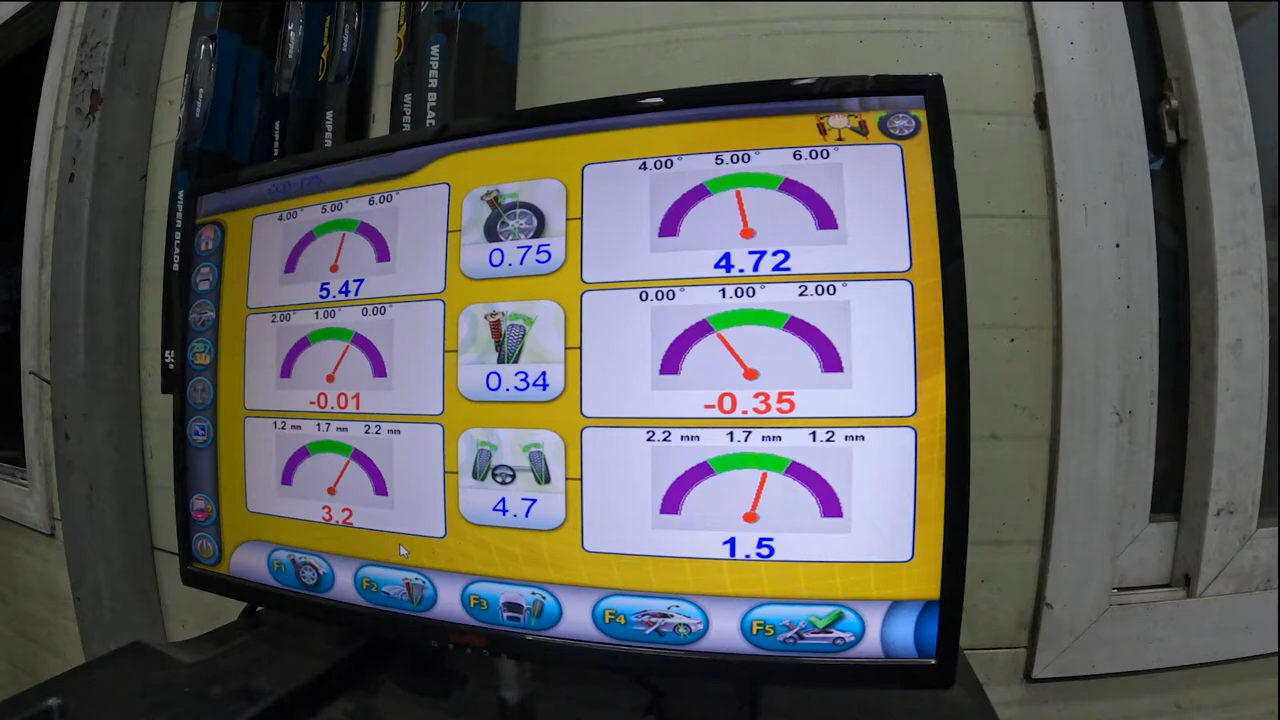 WIPER BLAD
WIPER
WIPER
WIPER
WIPER BLADE
4.00° 5.00° 6.00°
5.47
0.75
4.00° 5.00° 6.00°
4.72
2.00° 1.00° 0.00°
-0.01
0.34
0.00° 1.00° 2.00°
-0.35
1.2 mm 1.7 mm 2.2 mm
3.2
4.7
2.2 mm 1.7 mm 1.2 mm
1.5
F1
F2
F3
F4
F5